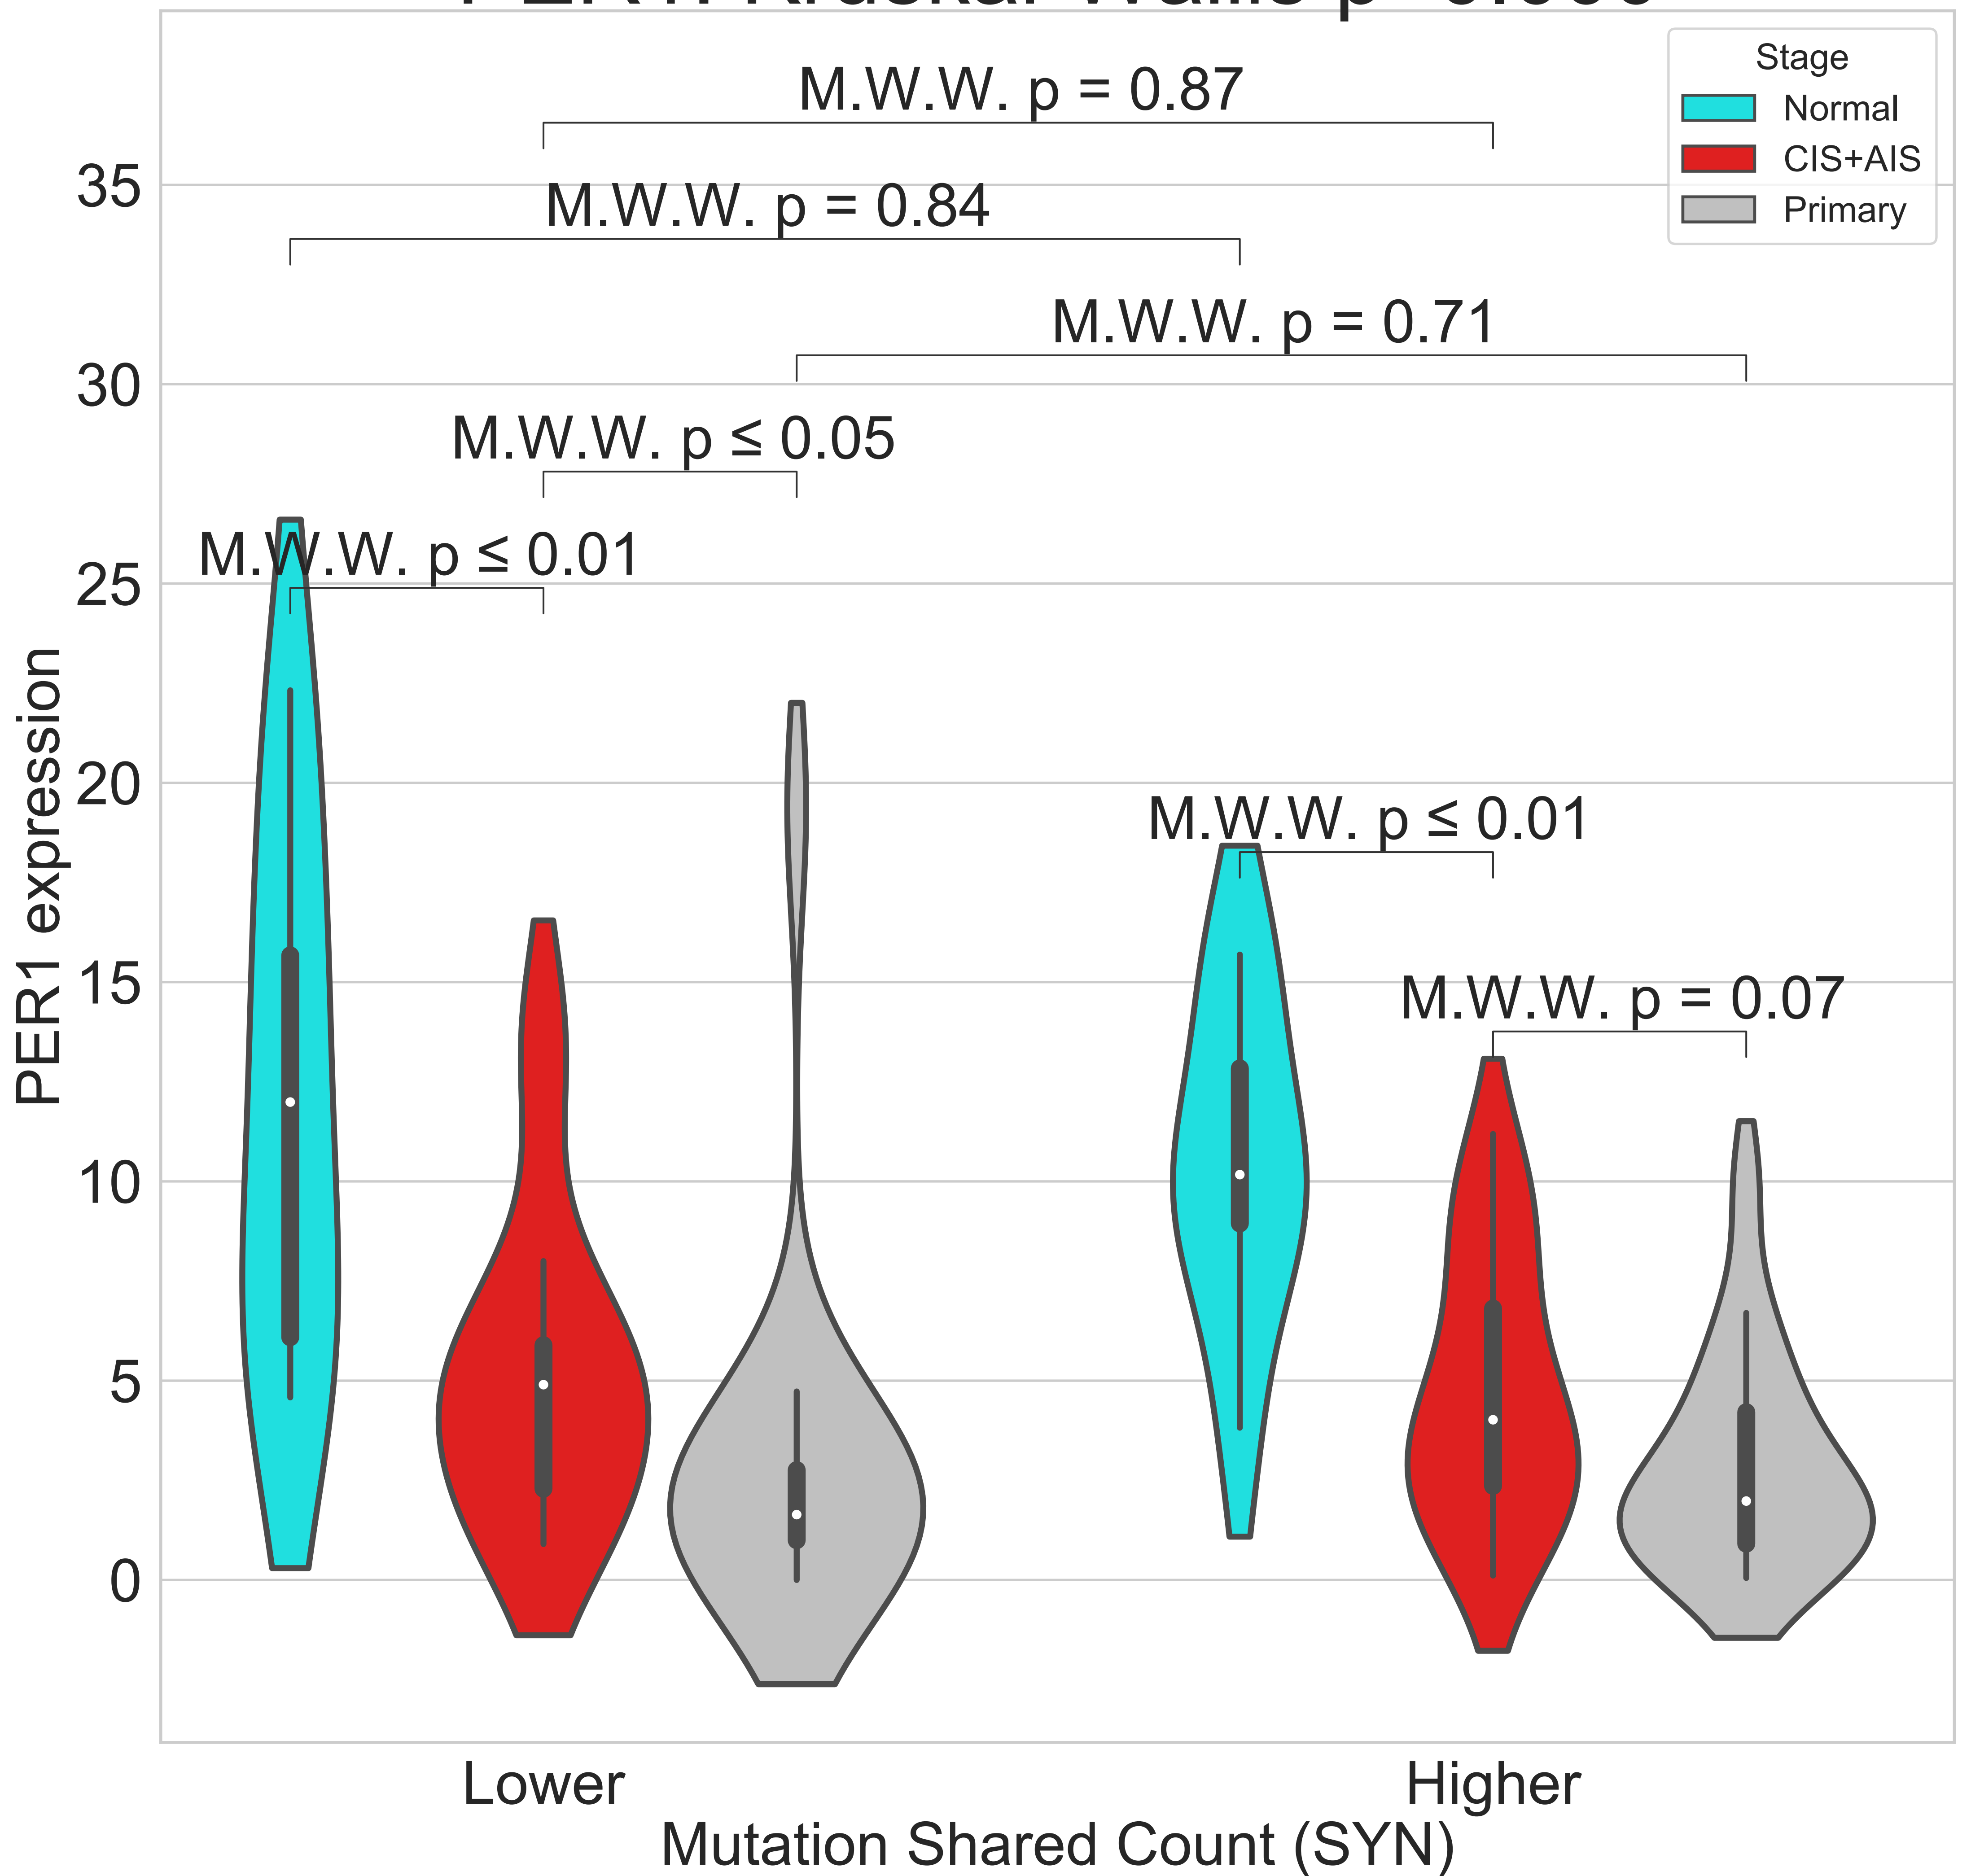 Stage
Normal
CIS+AIS
Primary
M.W.W. p = 0.87
M.W.W. p = 0.84
M.W.W. p = 0.71
M.W.W. p ≤ 0.05
M.W.W. p ≤ 0.01
M.W.W. p ≤ 0.01
M.W.W. p = 0.07
35
30
25
20
15
10
5
0
PER1 expression
Lower
Higher
Mutation Shared Count (SYN)